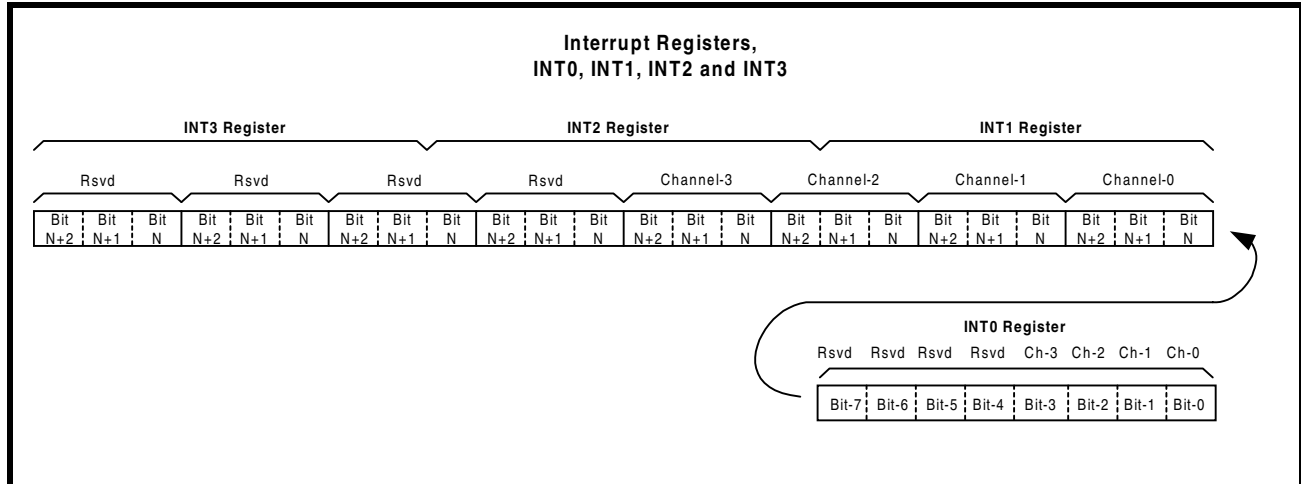 Interrupt Registers,
INT0, INT1, INT2 and INT3
INT3 Register INT2 Register INT1 Register
Rsvd Rsvd Rsvd Rsvd Channel-3 Channel-2 Channel-1 Channel-0
Bit Bit Bit Bit Bit Bit Bit Bit Bit Bit Bit Bit Bit Bit Bit Bit Bit Bit Bit Bit Bit Bit Bit Bit
N+2 N+1 N N+2 N+1 N N+2 N+1 N N+2 N+1 N N+2 N+1 N N+2 N+1 N N+2 N+1 N N+2 N+1 N
INT0 Register
Rsvd Rsvd Rsvd Rsvd Ch-3 Ch-2 Ch-1 Ch-0
Bit-7 Bit-6 Bit-5 Bit-4 Bit-3 Bit-2 Bit-1 Bit-0